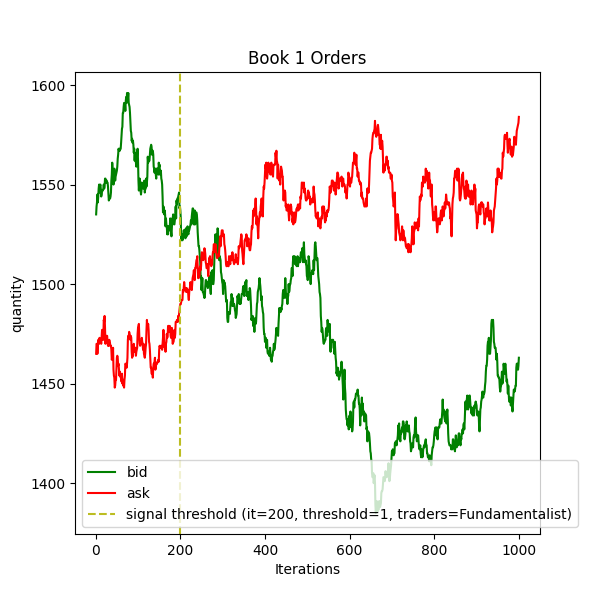 Book 1 Orders
1600
1550
1500
1450
1400
quantity
0
200
400
600
800
1000
Iterations
bid
ask
signal threshold (it=200, threshold=1, traders=Fundamentalist)